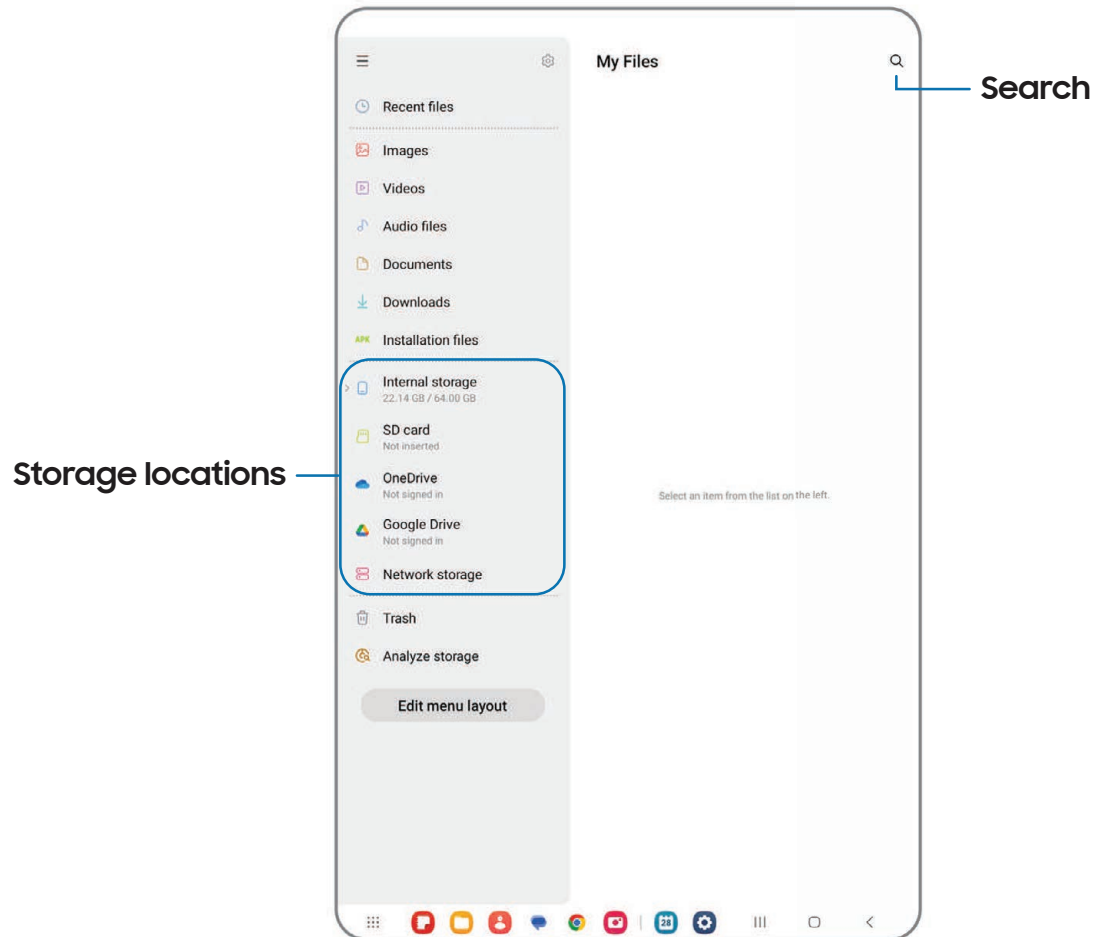 My Files
Search
Recent files
Images
Videos
Audio files
Documents
Downloads
APK Installation files
Internal storage
22.14 GB / 64.00 GB
SD card
Not inserted
Storage locations
OneDrive
Not signed in
Select an item from the list on the left.
Google Drive
Not signed in
Network storage
Trash
Analyze storage
Edit menu layout
28